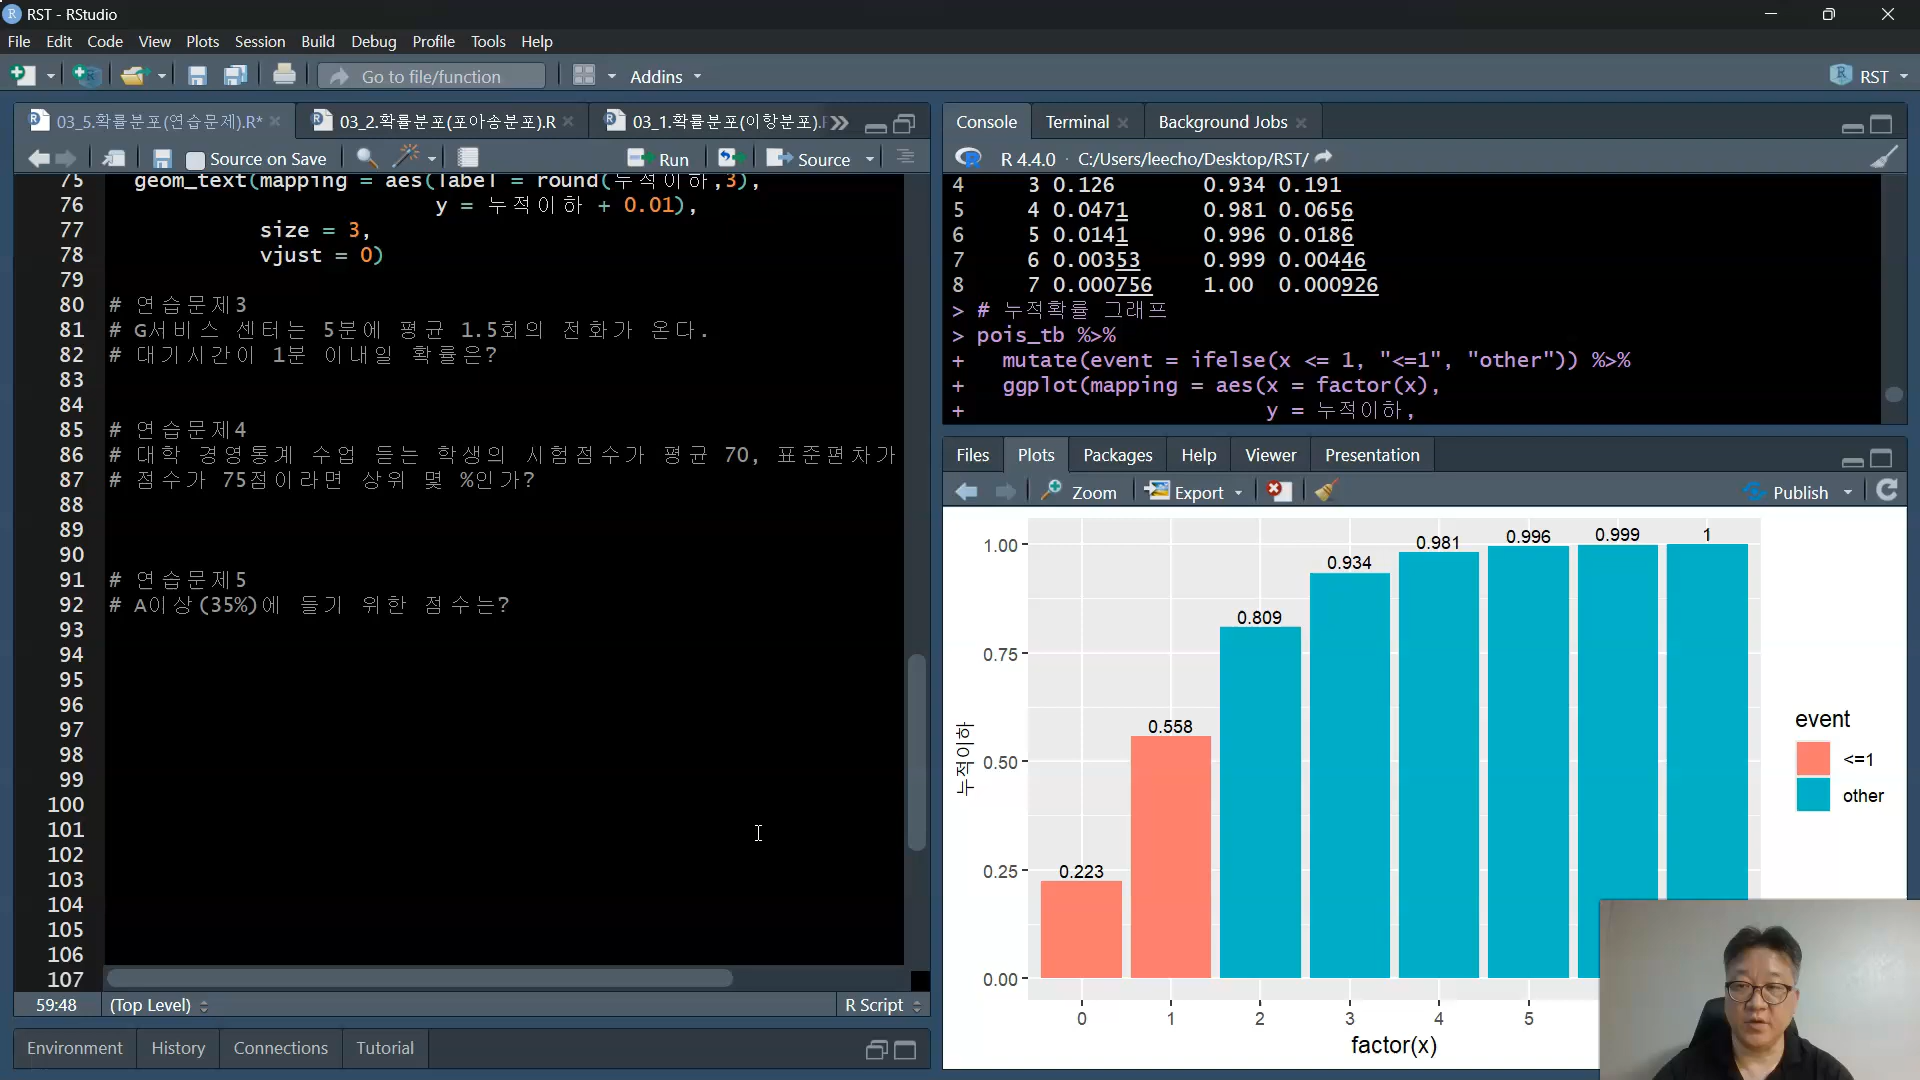 RST - RStudio
File Edit Code View Plots Session Build Debug Profile Tools Help
Go to file/function
Addins
RST
03_5.확률분포(연습문제).R*
03_2.확률분포(포아송분포).R
03_1.확률분포(이항분포).R
Source on Save
Run
Source
75 geom_text(mapping = aes(label = round(누적이하,3),
76 y = 누적이하 + 0.01),
77 size = 3,
78 vjust = 0)
79
80 # 연습문제3
81 # G서비스 센터는 5분에 평균 1.5회의 전화가 온다.
82 # 대기시간이 1분 이내일 확률은?
83
84
85 # 연습문제4
86 # 대학 경영통계 수업 듣는 학생의 시험점수가 평균 70, 표준편차가
87 # 점수가 75점이라면 상위 몇 %인가?
88
89
90
91 # 연습문제5
92 # A이상(35%)에 들기 위한 점수는?
93
94
95
96
97
98
99
100
101
102
103
104
105
106
107
59:48 (Top Level) R Script
Environment History Connections Tutorial
Console Terminal Background Jobs
R 4.4.0 · C:/Users/leecho/Desktop/RST/
4 3 0.126 0.934 0.191
5 4 0.0471 0.981 0.0656
6 5 0.0141 0.996 0.0186
7 6 0.00353 0.999 0.00446
8 7 0.000756 1.00 0.000926
> # 누적확률 그래프
> pois_tb %>%
+ mutate(event = ifelse(x <= 1, "<=1", "other")) %>%
+ ggplot(mapping = aes(x = factor(x),
+ y = 누적이하,
Files Plots Packages Help Viewer Presentation
Zoom Export Publish
1.00
0.75
0.50
0.25
0.00
누적이하
0.223
0.558
0.809
0.934
0.981
0.996
0.999
1
0 1 2 3 4 5
factor(x)
event
<=1
other